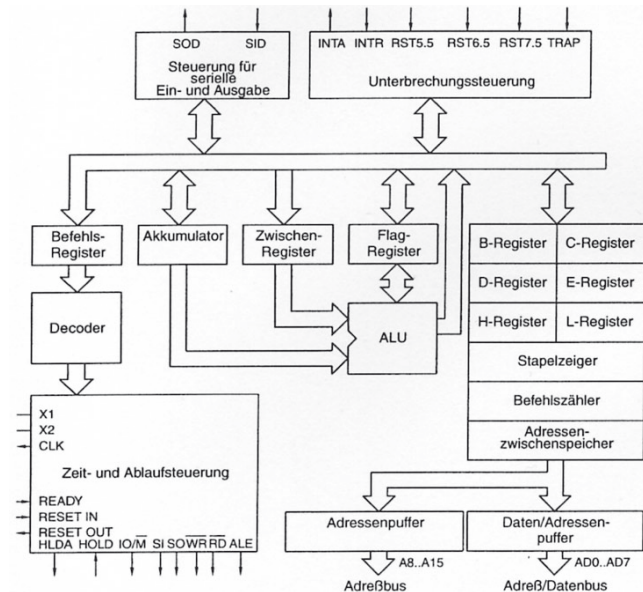 SOD SID
Steuerung für
serielle
Ein- und Ausgabe
INTA INTR RST5.5 RST6.5 RST7.5 TRAP
Unterbrechungssteuerung
Befehls-
Register
Akkumulator
Zwischen-
Register
Flag-
Register
B-Register C-Register
D-Register E-Register
H-Register L-Register
Stapelzeiger
Befehlszähler
Adressen-
zwischenspeicher
Decoder
ALU
X1
X2
CLK
Zeit- und Ablaufsteuerung
READY
RESET IN
RESET OUT
HLDA HOLD IO/M̅ SI SO W̅R̅ R̅D̅ ALE
Adressenpuffer
Daten/Adressen-
puffer
A8..A15
AD0..AD7
Adreßbus
Adreß/Datenbus